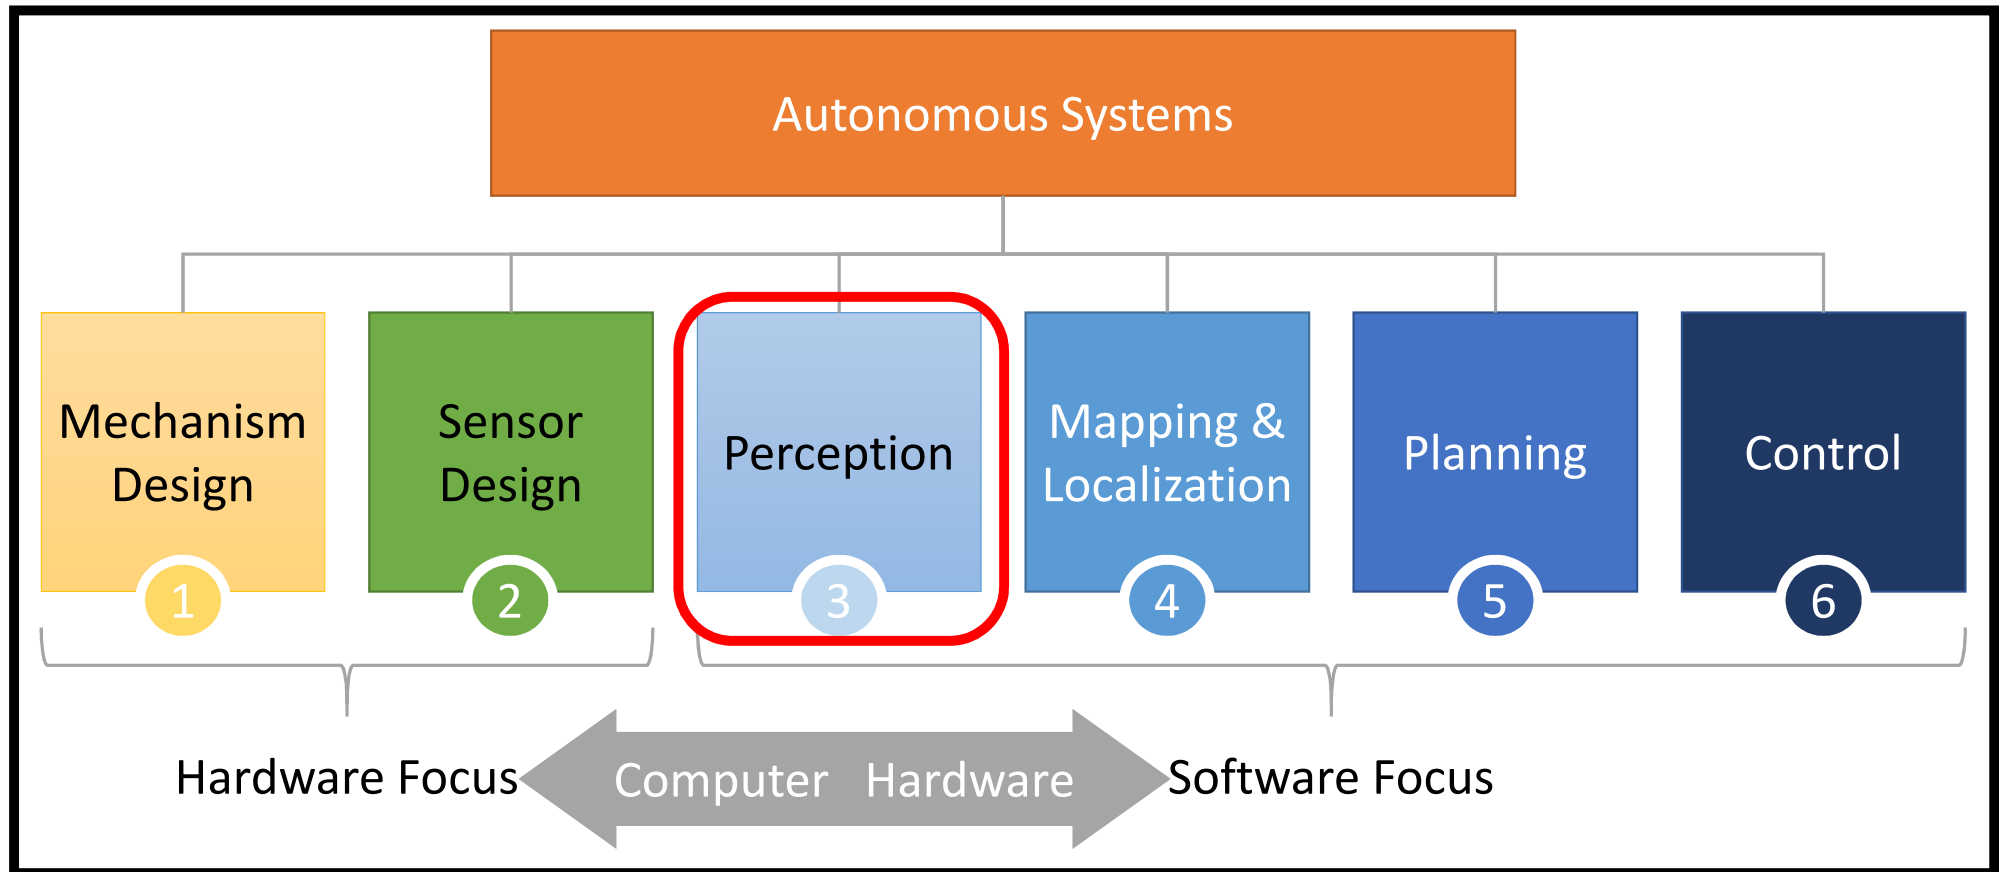 Autonomous Systems
Mechanism
Design
1
Sensor
Design
2
Perception
3
Mapping &
Localization
4
Planning
5
Control
6
Hardware Focus
Computer Hardware
Software Focus